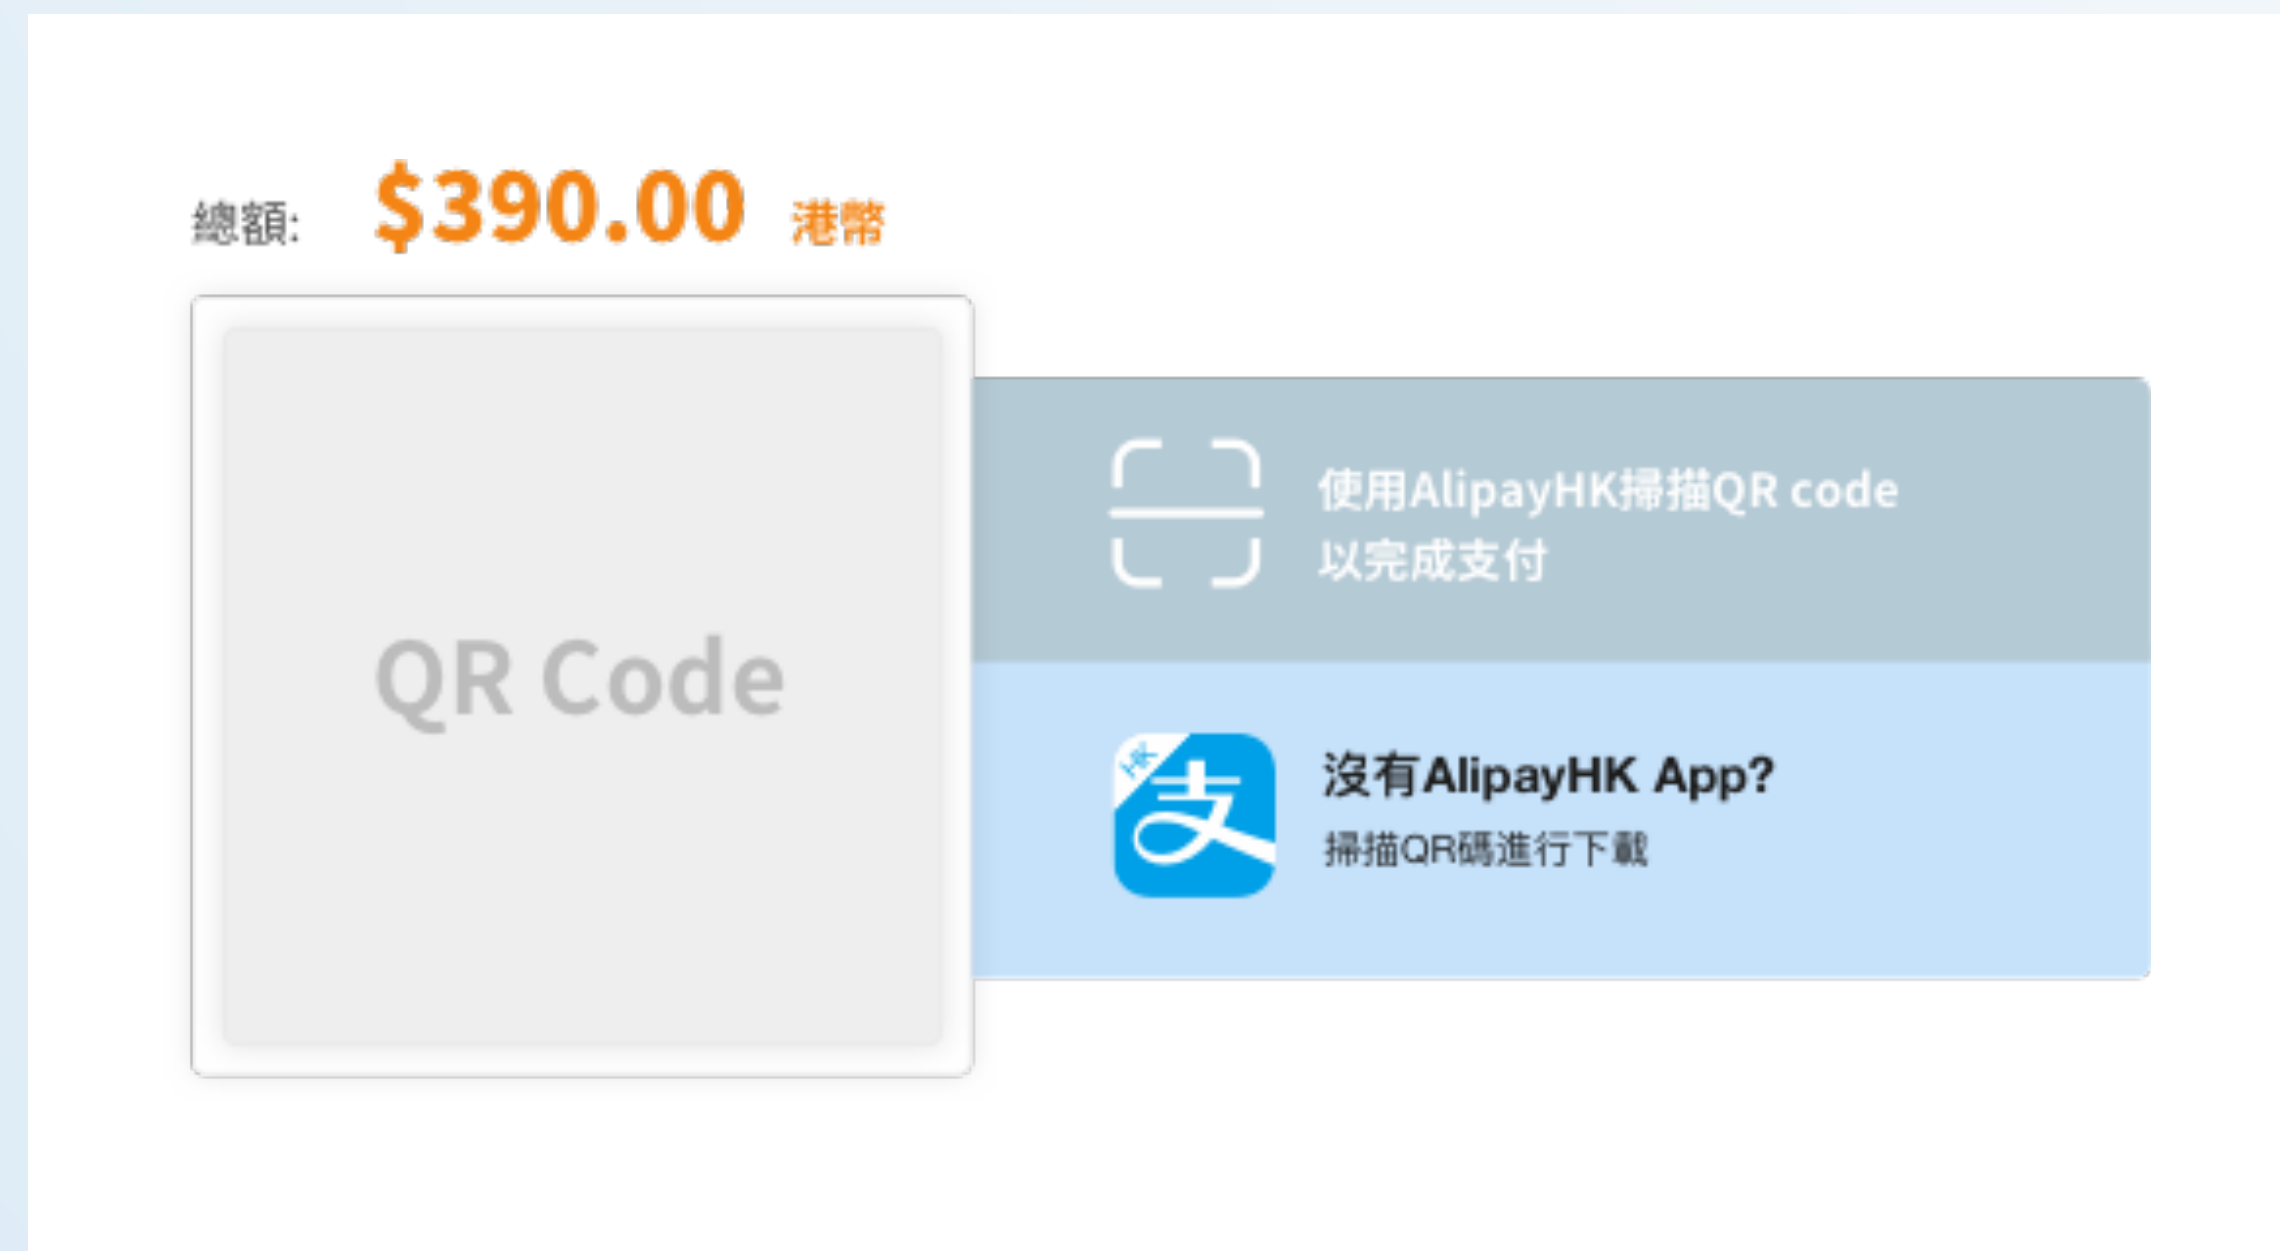 總額: $390.00 港幣
QR Code
使用AlipayHK掃描QR code
以完成支付
HK
支
沒有AlipayHK App?
掃描QR碼進行下載